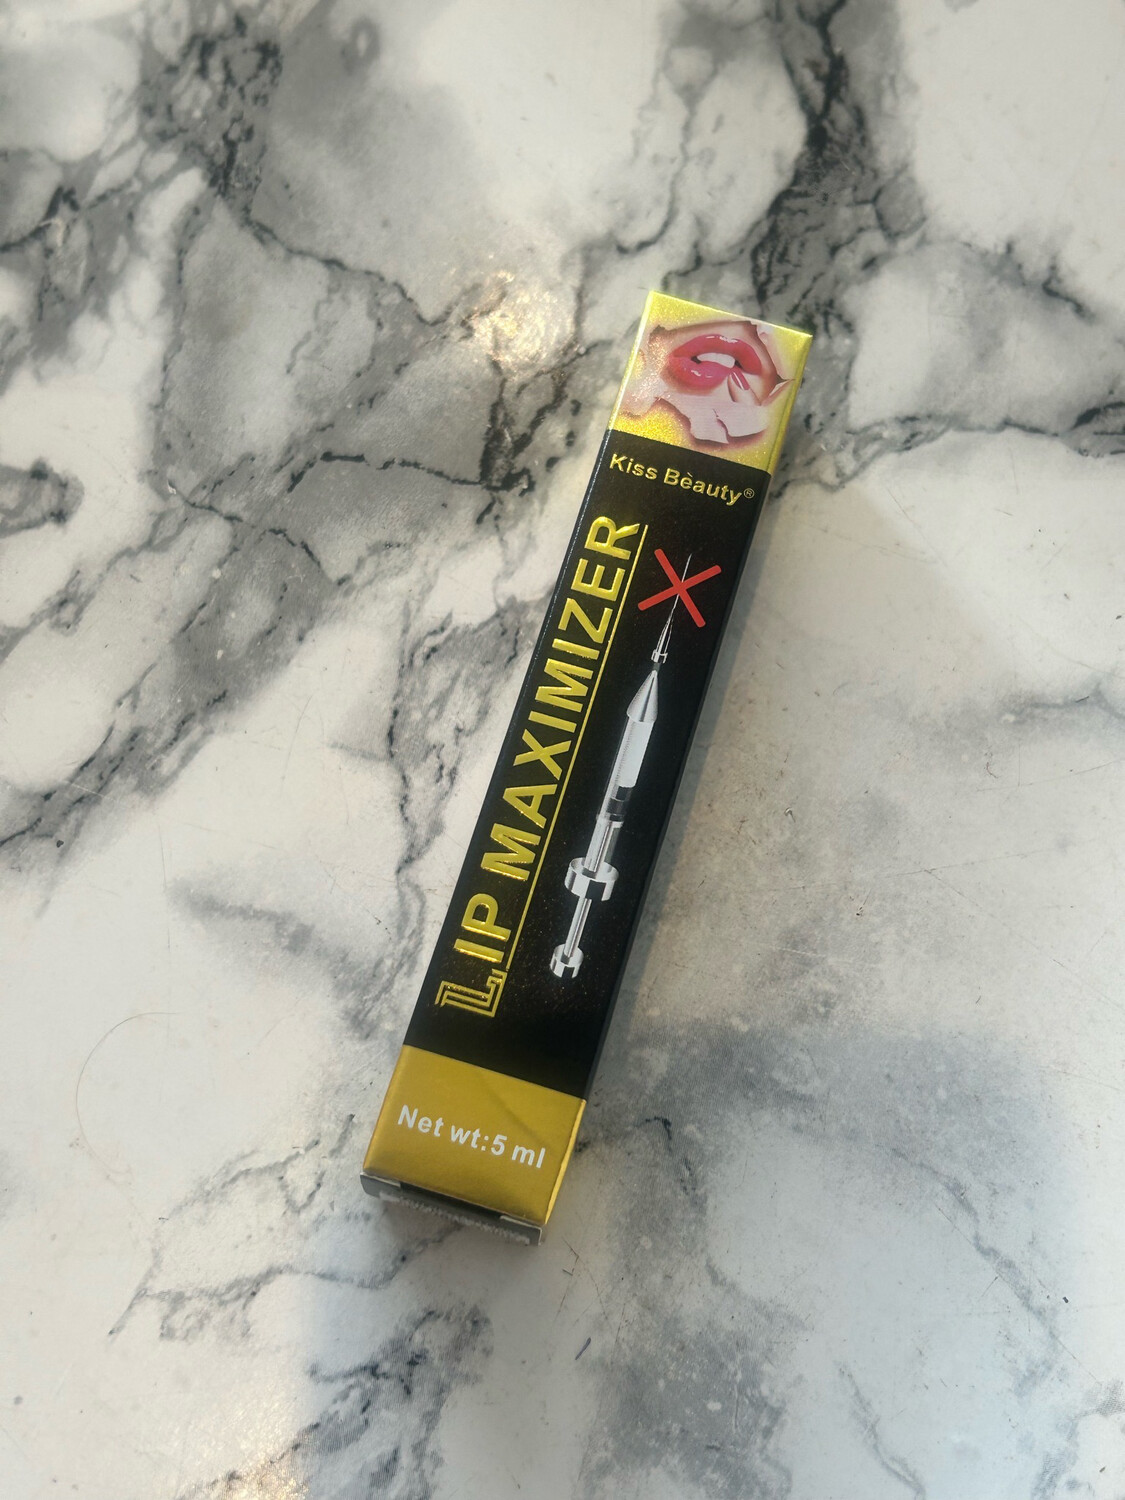 Kiss Bèauty®
LIP MAXIMIZER
Net wt:5 ml